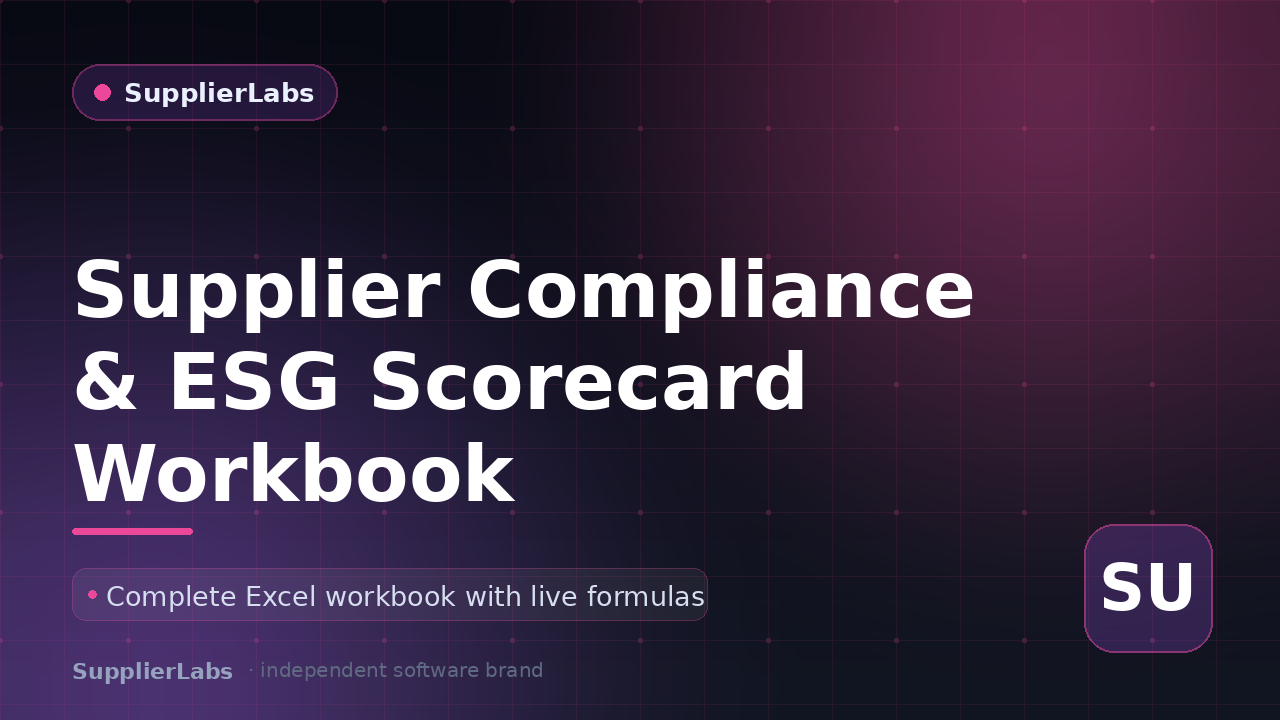 SupplierLabs
Supplier Compliance
& ESG Scorecard
Workbook
Complete Excel workbook with live formulas
SU
SupplierLabs · independent software brand